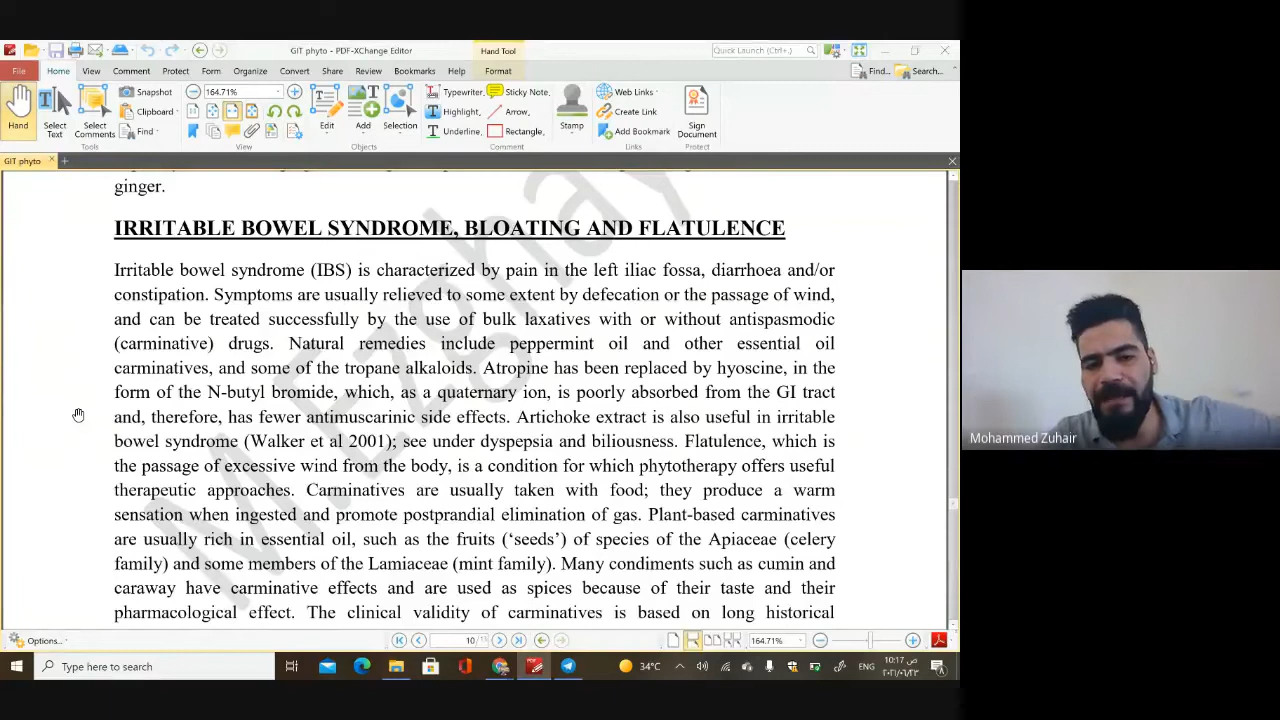 GIT phyto - PDF-XChange Editor
Hand Tool
Quick Launch (Ctrl+.)
File Home View Comment Protect Form Organize Convert Share Review Bookmarks Help Format
Find... Search...
Snapshot
164.71%
Typewriter Sticky Note
Web Links
Clipboard
Highlight Arrow
Create Link
Find
Underline Rectangle
Add Bookmark
Hand Select Text Select Comments Edit Add Selection Stamp Sign Document
Tools View Objects Comment Links Protect
GIT phyto
ginger.
IRRITABLE BOWEL SYNDROME, BLOATING AND FLATULENCE
Irritable bowel syndrome (IBS) is characterized by pain in the left iliac fossa, diarrhoea and/or
constipation. Symptoms are usually relieved to some extent by defecation or the passage of wind,
and can be treated successfully by the use of bulk laxatives with or without antispasmodic
(carminative) drugs. Natural remedies include peppermint oil and other essential oil
carminatives, and some of the tropane alkaloids. Atropine has been replaced by hyoscine, in the
form of the N-butyl bromide, which, as a quaternary ion, is poorly absorbed from the GI tract
and, therefore, has fewer antimuscarinic side effects. Artichoke extract is also useful in irritable
bowel syndrome (Walker et al 2001); see under dyspepsia and biliousness. Flatulence, which is
the passage of excessive wind from the body, is a condition for which phytotherapy offers useful
therapeutic approaches. Carminatives are usually taken with food; they produce a warm
sensation when ingested and promote postprandial elimination of gas. Plant-based carminatives
are usually rich in essential oil, such as the fruits (‘seeds’) of species of the Apiaceae (celery
family) and some members of the Lamiaceae (mint family). Many condiments such as cumin and
caraway have carminative effects and are used as spices because of their taste and their
pharmacological effect. The clinical validity of carminatives is based on long historical
Mohammed Zuhair
Options...
10 /15
164.71%
Type here to search
34°C
ENG
10:17 ص